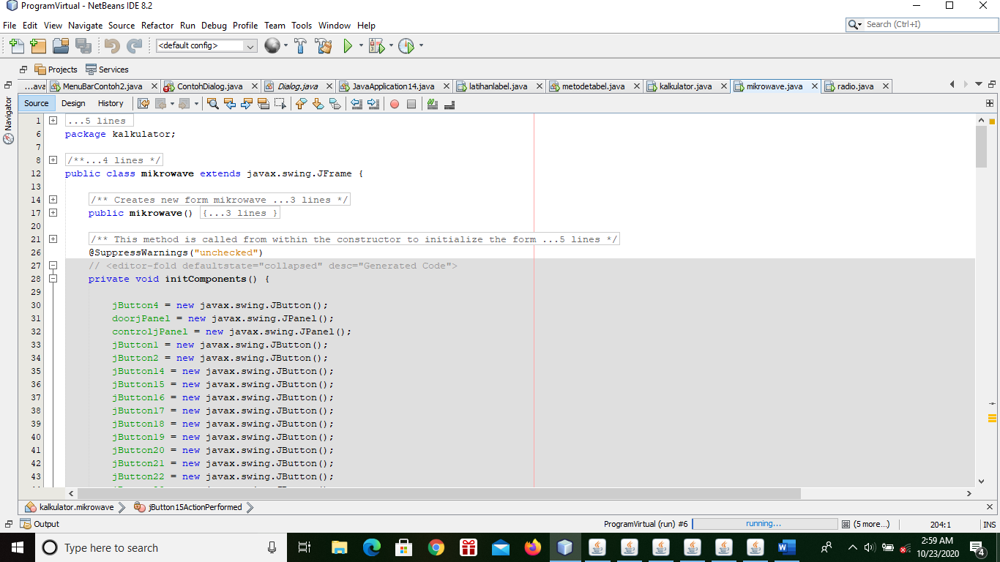 ProgramVirtual - NetBeans IDE 8.2
File Edit View Navigate Source Refactor Run Debug Profile Team Tools Window Help
Search (Ctrl+I)
<default config>
Projects Services
...ava MenuBarContoh2.java ContohDialog.java Dialog.java JavaApplication14.java latihanlabel.java metodetabel.java kalkulator.java mikrowave.java radio.java
Navigator
Source Design History
1 ...5 lines
6 package kalkulator;
7
8 /**...4 lines */
12 public class mikrowave extends javax.swing.JFrame {
13
14 /** Creates new form mikrowave ...3 lines */
17 public mikrowave() {...3 lines }
20
21 /** This method is called from within the constructor to initialize the form ...5 lines */
26 @SuppressWarnings("unchecked")
27 // <editor-fold defaultstate="collapsed" desc="Generated Code">
28 private void initComponents() {
29
30 jButton4 = new javax.swing.JButton();
31 doorjPanel = new javax.swing.JPanel();
32 controljPanel = new javax.swing.JPanel();
33 jButton1 = new javax.swing.JButton();
34 jButton2 = new javax.swing.JButton();
35 jButton14 = new javax.swing.JButton();
36 jButton15 = new javax.swing.JButton();
37 jButton16 = new javax.swing.JButton();
38 jButton17 = new javax.swing.JButton();
39 jButton18 = new javax.swing.JButton();
40 jButton19 = new javax.swing.JButton();
41 jButton20 = new javax.swing.JButton();
42 jButton21 = new javax.swing.JButton();
43 jButton22 = new javax.swing.JButton();
kalkulator.mikrowave jButton15ActionPerformed
Output ProgramVirtual (run) #6 running... (5 more...) 204:1 INS
Type here to search
2:59 AM
10/23/2020
4